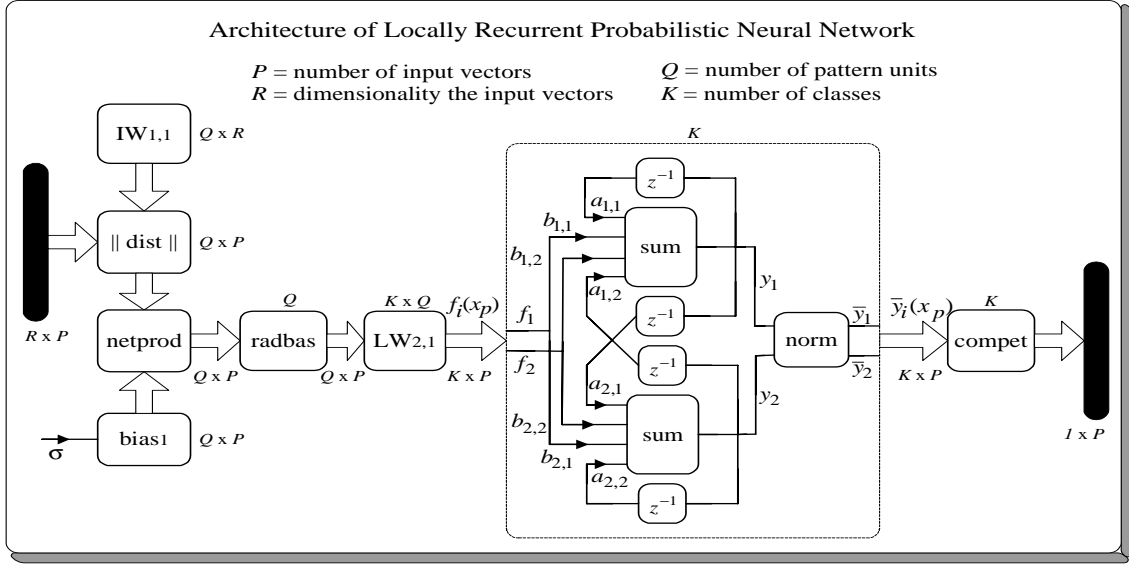 Architecture of Locally Recurrent Probabilistic Neural Network
P = number of input vectors
Q = number of pattern units
R = dimensionality the input vectors
K = number of classes
K
IW1,1
Q x R
z⁻¹
a1,1
b1,1
sum
|| dist ||
Q x P
b1,2
a1,2
y1
Q
K x Q
fi(xp)
f1
z⁻¹
y̅1
y̅i(xp)
K
R x P
netprod
radbas
LW2,1
norm
compet
Q x P
Q x P
K x P
f2
z⁻¹
y̅2
K x P
a2,1
y2
b2,2
sum
1 x P
σ
bias1
Q x P
b2,1
a2,2
z⁻¹